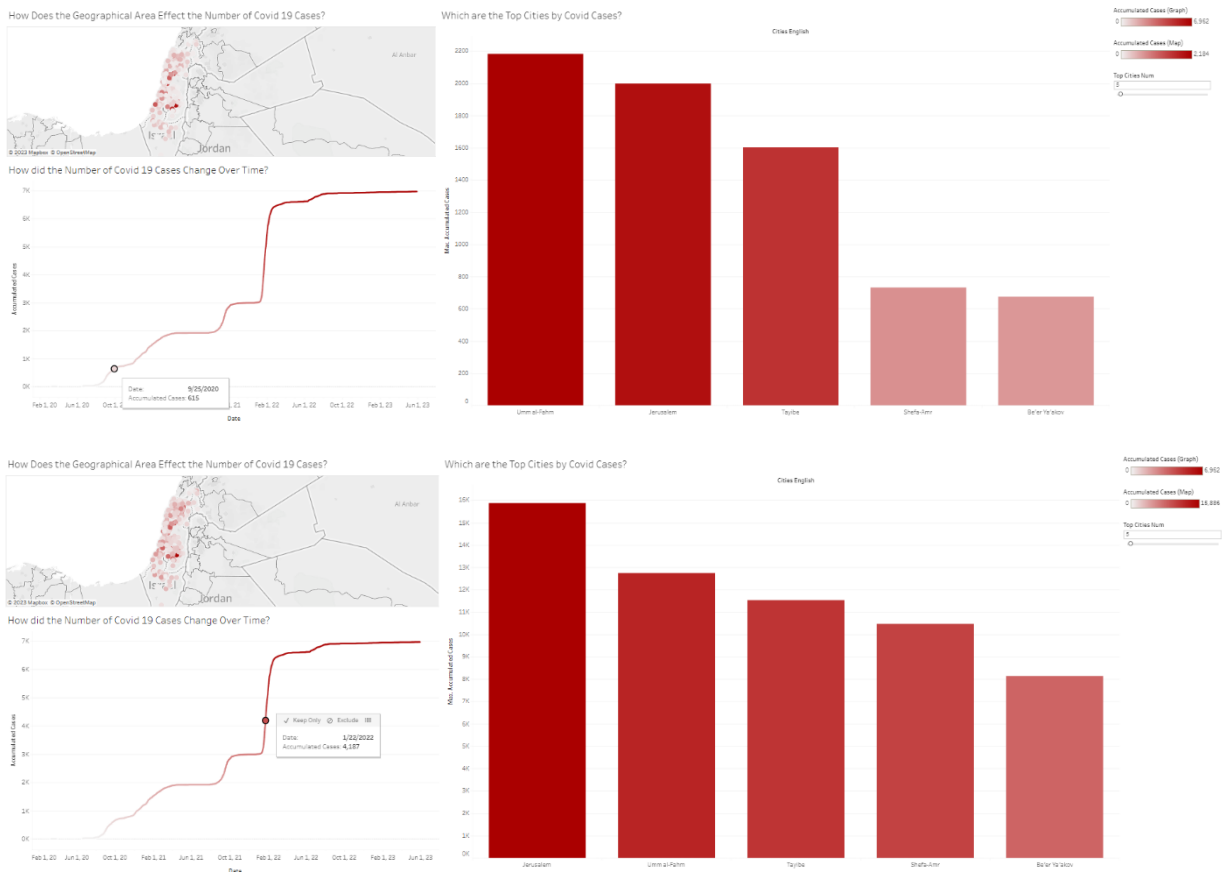 How Does the Geographical Area Effect the Number of Covid 19 Cases?
Al Anbar
Israel
Jordan
© 2023 Mapbox © OpenStreetMap
How did the Number of Covid 19 Cases Change Over Time?
Accumulated Cases
7K
6K
5K
4K
3K
2K
1K
0K
Date: 9/25/2020
Accumulated Cases: 615
Feb 1, 20 Jun 1, 20 Oct 1, 2 1, 21 Feb 1, 22 Jun 1, 22 Oct 1, 22 Feb 1, 23 Jun 1, 23
Date
Which are the Top Cities by Covid Cases?
Cities English
Max. Accumulated Cases
2200
2000
1800
1600
1400
1200
1000
800
600
400
200
0
Umm al-Fahm Jerusalem Tayibe Shefa-Amr Be'er Ya'akov
Accumulated Cases (Graph)
0 6,962
Accumulated Cases (Map)
0 2,184
Top Cities Num
5
How Does the Geographical Area Effect the Number of Covid 19 Cases?
Al Anbar
Israel
Jordan
© 2023 Mapbox © OpenStreetMap
How did the Number of Covid 19 Cases Change Over Time?
Accumulated Cases
7K
6K
5K
4K
3K
2K
1K
0K
Keep Only Exclude
Date: 1/22/2022
Accumulated Cases: 4,187
Feb 1, 20 Jun 1, 20 Oct 1, 20 Feb 1, 21 Jun 1, 21 Oct 1, 21 Feb 1, 22 Jun 1, 22 Oct 1, 22 Feb 1, 23 Jun 1, 23
Date
Which are the Top Cities by Covid Cases?
Cities English
Max. Accumulated Cases
16K
15K
14K
13K
12K
11K
10K
9K
8K
7K
6K
5K
4K
3K
2K
1K
0K
Jerusalem Umm al-Fahm Tayibe Shefa-Amr Be'er Ya'akov
Accumulated Cases (Graph)
0 6,962
Accumulated Cases (Map)
0 15,886
Top Cities Num
5